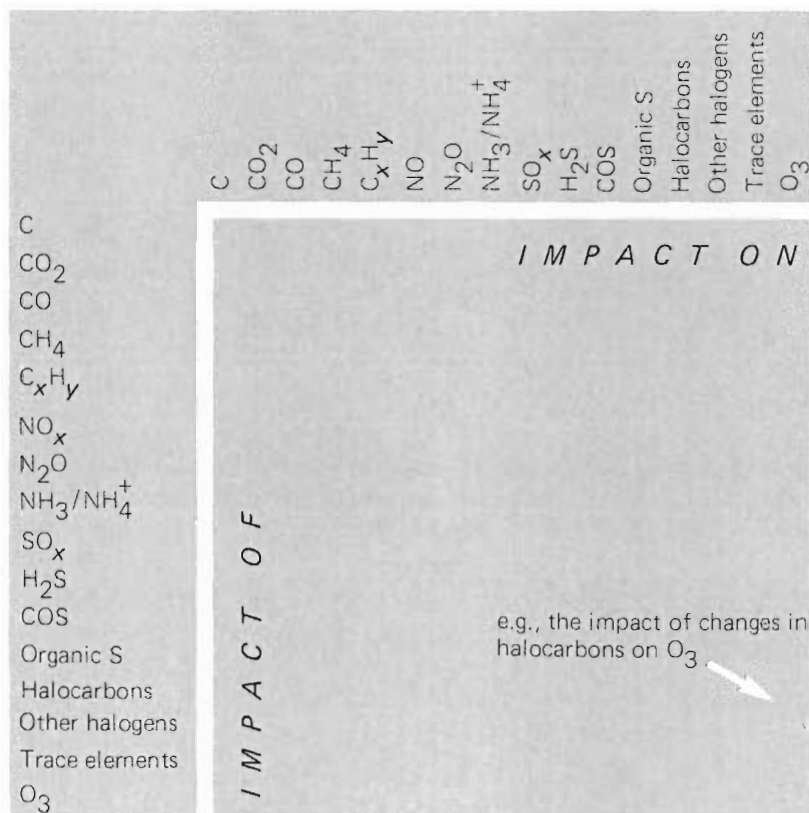 C
CO₂
CO
CH₄
CₓHᵧ
NO
N₂O
NH₃/NH₄⁺
SOₓ
H₂S
COS
Organic S
Halocarbons
Other halogens
Trace elements
O₃
C
CO₂
CO
CH₄
CₓHᵧ
NOₓ
N₂O
NH₃/NH₄⁺
SOₓ
H₂S
COS
Organic S
Halocarbons
Other halogens
Trace elements
O₃
IMPACT ON
IMPACT OF
e.g., the impact of changes in
halocarbons on O₃